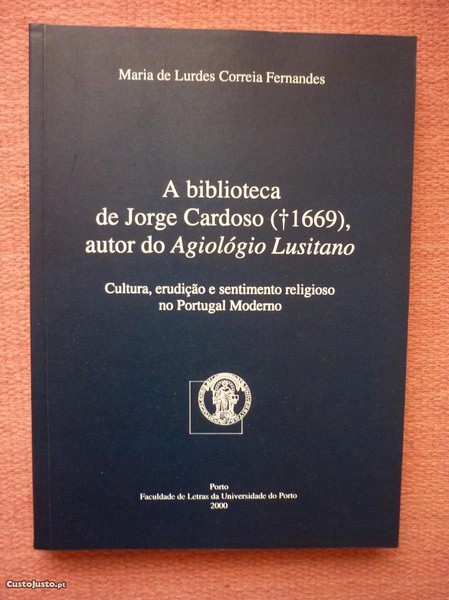 Maria de Lurdes Correia Fernandes
A biblioteca
de Jorge Cardoso (†1669),
autor do Agiológio Lusitano
Cultura, erudição e sentimento religioso
no Portugal Moderno
Porto
Faculdade de Letras da Universidade do Porto
2000
CustoJusto.pt